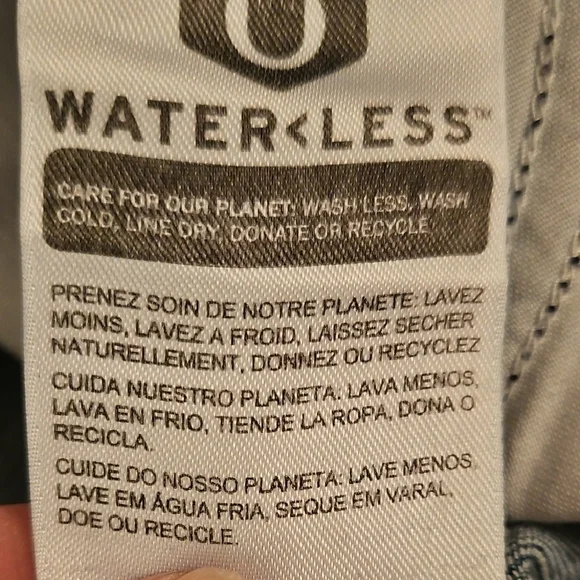 WATER<LESS™
CARE FOR OUR PLANET: WASH LESS, WASH
COLD, LINE DRY, DONATE OR RECYCLE.
PRENEZ SOIN DE NOTRE PLANETE: LAVEZ
MOINS, LAVEZ A FROID, LAISSEZ SECHER
NATURELLEMENT, DONNEZ OU RECYCLEZ
CUIDA NUESTRO PLANETA: LAVA MENOS,
LAVA EN FRIO, TIENDE LA ROPA, DONA O
RECICLA.
CUIDE DO NOSSO PLANETA: LAVE MENOS,
LAVE EM ÁGUA FRIA, SEQUE EM VARAL,
DOE OU RECICLE.